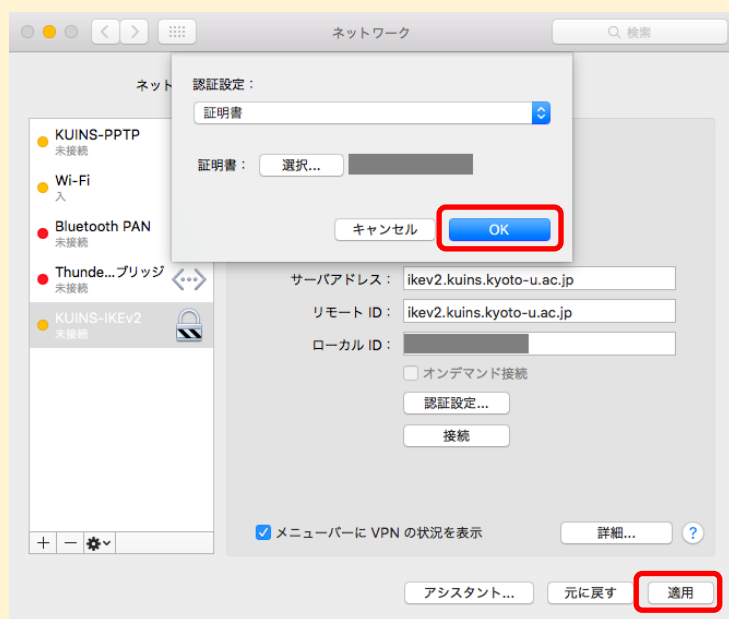 ネットワーク
検索
ネット
認証設定：
証明書
証明書： 選択...
キャンセル OK
KUINS-PPTP
未接続
Wi-Fi
入
Bluetooth PAN
未接続
Thunde...ブリッジ
未接続
KUINS-IKEv2
未接続
サーバアドレス： ikev2.kuins.kyoto-u.ac.jp
リモート ID： ikev2.kuins.kyoto-u.ac.jp
ローカル ID：
オンデマンド接続
認証設定...
接続
メニューバーに VPN の状況を表示 詳細... ?
アシスタント... 元に戻す 適用